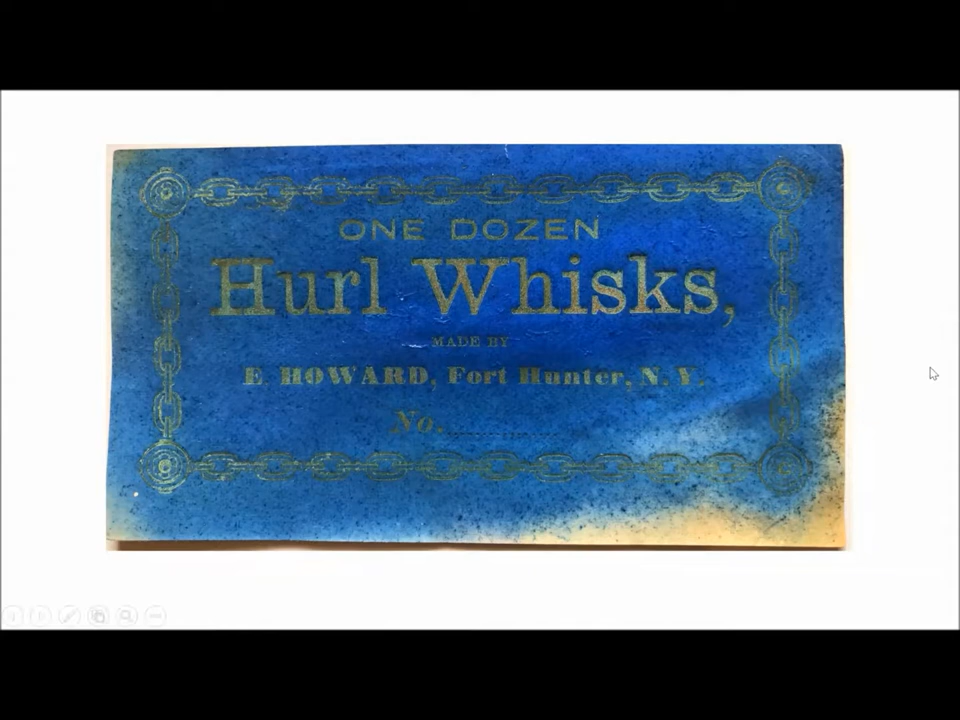 ONE DOZEN
Hurl Whisks,
MADE BY
E. HOWARD, Fort Hunter, N. Y.
No.